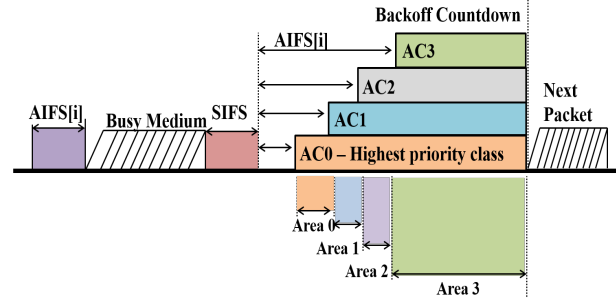 Backoff Countdown
AIFS[i]
AC3
AC2
Next
Packet
AIFS[i]
Busy Medium
SIFS
AC1
AC0 – Highest priority class
Area 0
Area 1
Area 2
Area 3